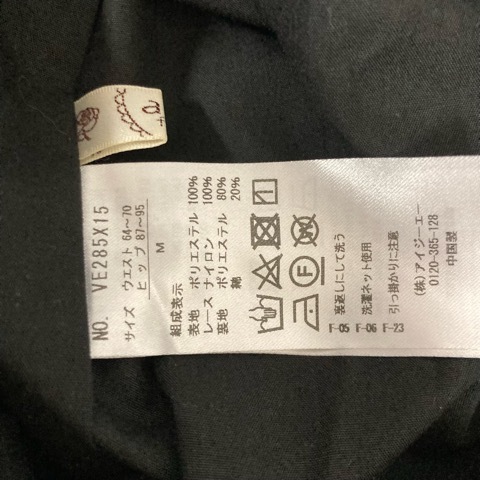 NO. VE285X15
サイズ ウエスト 64〜70
ヒップ 87〜95
M
組成表示
表地 ポリエステル 100%
レース ナイロン 100%
裏地 ポリエステル 80%
綿 20%
F
裏返しにして洗う
洗濯ネット使用
引っ掛かりに注意
F-05 F-06 F-23
(株)アイジーエー
0120-365-128
中国製